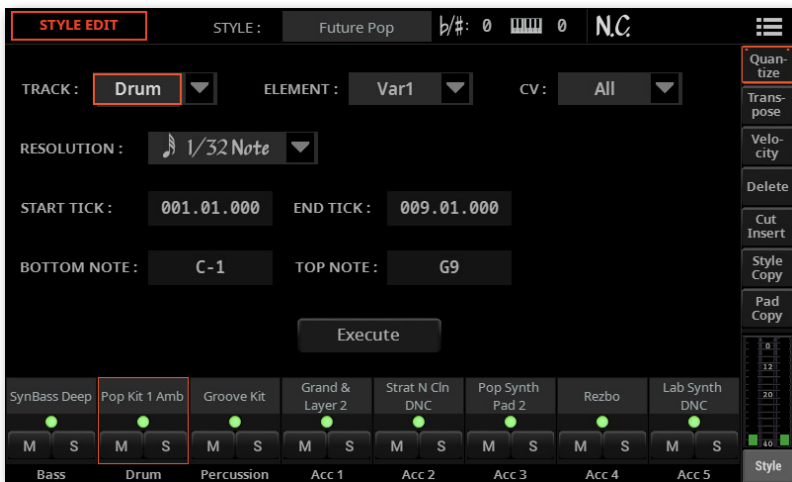 STYLE EDIT STYLE : Future Pop ♭/#: 0 0 N.C.
TRACK : Drum ELEMENT : Var1 CV : All
RESOLUTION : 1/32 Note
START TICK : 001.01.000 END TICK : 009.01.000
BOTTOM NOTE : C-1 TOP NOTE : G9
Execute
Quan-
tize
Trans-
pose
Velo-
city
Delete
Cut
Insert
Style
Copy
Pad
Copy
0
12
20
40
Style
SynBass Deep Pop Kit 1 Amb Groove Kit Grand & Layer 2 Strat N Cln DNC Pop Synth Pad 2 Rezbo Lab Synth DNC
M S M S M S M S M S M S M S M S
Bass Drum Percussion Acc 1 Acc 2 Acc 3 Acc 4 Acc 5